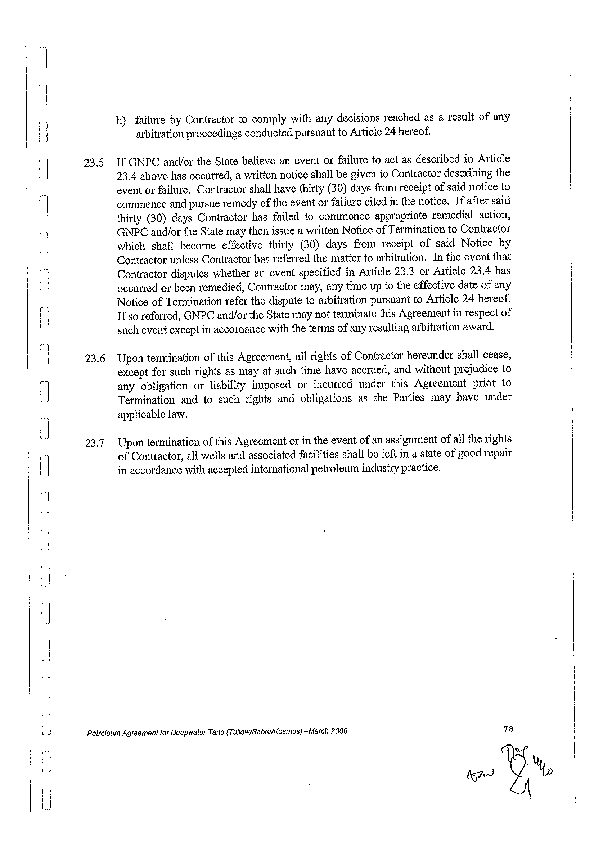 h) failure by Contractor to comply with any decisions reached as a result of any
arbitration proceedings conducted pursuant to Article 24 hereof.
23.5 If GNPC and/or the State believe an event or failure to act as described in Article
23.4 above has occurred, a written notice shall be given to Contractor describing the
event or failure. Contractor shall have thirty (30) days from receipt of said notice to
commence and pursue remedy of the event or failure cited in the notice. If after said
thirty (30) days Contractor has failed to commence appropriate remedial action,
GNPC and/or the State may then issue a written Notice of Termination to Contractor
which shall become effective thirty (30) days from receipt of said Notice by
Contractor unless Contractor has referred the matter to arbitration. In the event that
Contractor disputes whether an event specified in Article 23.3 or Article 23.4 has
occurred or been remedied, Contractor may, any time up to the effective date of any
Notice of Termination refer the dispute to arbitration pursuant to Article 24 hereof.
If so referred, GNPC and/or the State may not terminate this Agreement in respect of
such event except in accordance with the terms of any resulting arbitration award.
23.6 Upon termination of this Agreement, all rights of Contractor hereunder shall cease,
except for such rights as may at such time have accrued, and without prejudice to
any obligation or liability imposed or incurred under this Agreement prior to
Termination and to such rights and obligations as the Parties may have under
applicable law.
23.7 Upon termination of this Agreement or in the event of an assignment of all the rights
of Contractor, all wells and associated facilities shall be left in a state of good repair
in accordance with accepted international petroleum industry practice.
Petroleum Agreement for Deepwater Tano (Tullow/Sabre/Kosmos) – March 2006
78